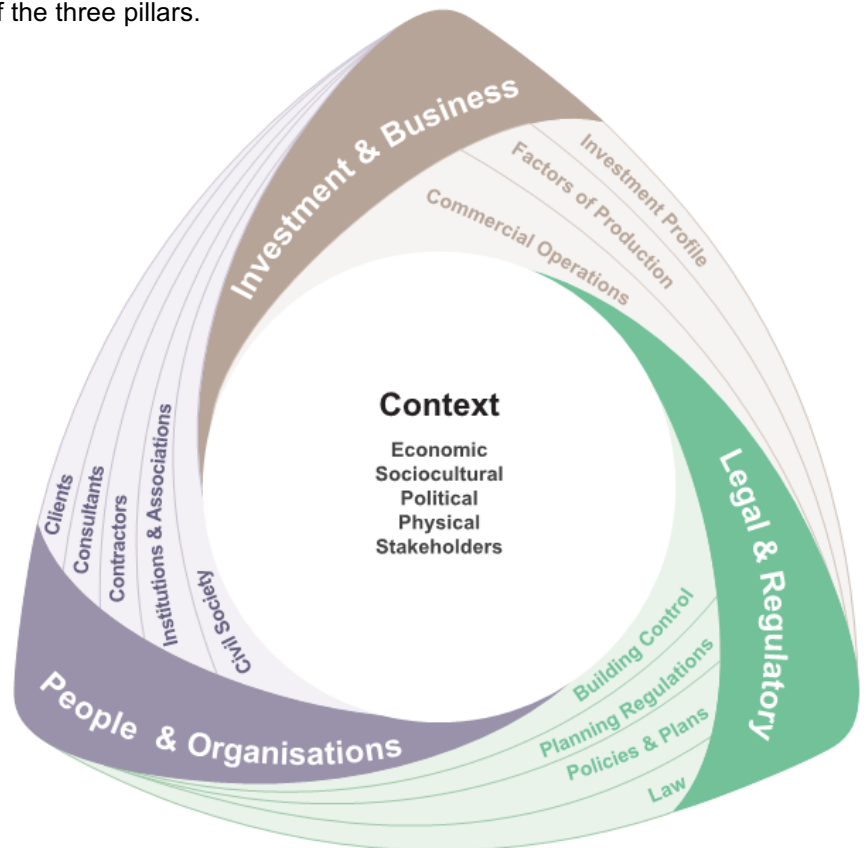 f the three pillars.
Investment & Business
Investment Profile
Factors of Production
Commercial Operations
Context
Economic
Sociocultural
Political
Physical
Stakeholders
Legal & Regulatory
Building Control
Planning Regulations
Policies & Plans
Law
People & Organisations
Clients
Consultants
Contractors
Institutions & Associations
Civil Society